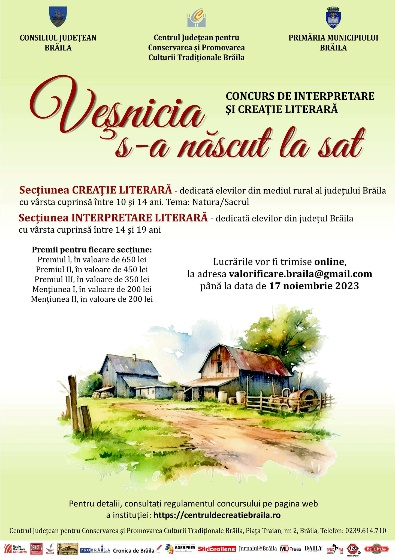 CONSILIUL JUDEȚEAN
BRĂILA
Centrul Județean pentru
Conservarea și Promovarea
Culturii Tradiționale Brăila
PRIMĂRIA MUNICIPIULUI
BRĂILA
CONCURS DE INTERPRETARE
ȘI CREAȚIE LITERARĂ
Veșnicia
s-a născut la sat
Secțiunea CREAȚIE LITERARĂ - dedicată elevilor din mediul rural al județului Brăila
cu vârsta cuprinsă între 10 și 14 ani. Tema: Natura/Sacrul
Secțiunea INTERPRETARE LITERARĂ - dedicată elevilor din județul Brăila
cu vârsta cuprinsă între 14 și 19 ani
Premii pentru fiecare secțiune:
Premiul I, în valoare de 650 lei
Premiul II, în valoare de 450 lei
Premiul III, în valoare de 350 lei
Mențiunea I, în valoare de 200 lei
Mențiunea II, în valoare de 200 lei
Lucrările vor fi trimise online,
la adresa valorificare.braila@gmail.com
până la data de 17 noiembrie 2023
Pentru detalii, consultați regulamentul concursului pe pagina web
a instituției: https://centruldecreatiebraila.ro
Centrul Județean pentru Conservarea și Promovarea Culturii Tradiționale Brăila, Piața Traian, nr. 2, Brăila, Telefon: 0239.614.710
Cronica de Brăila